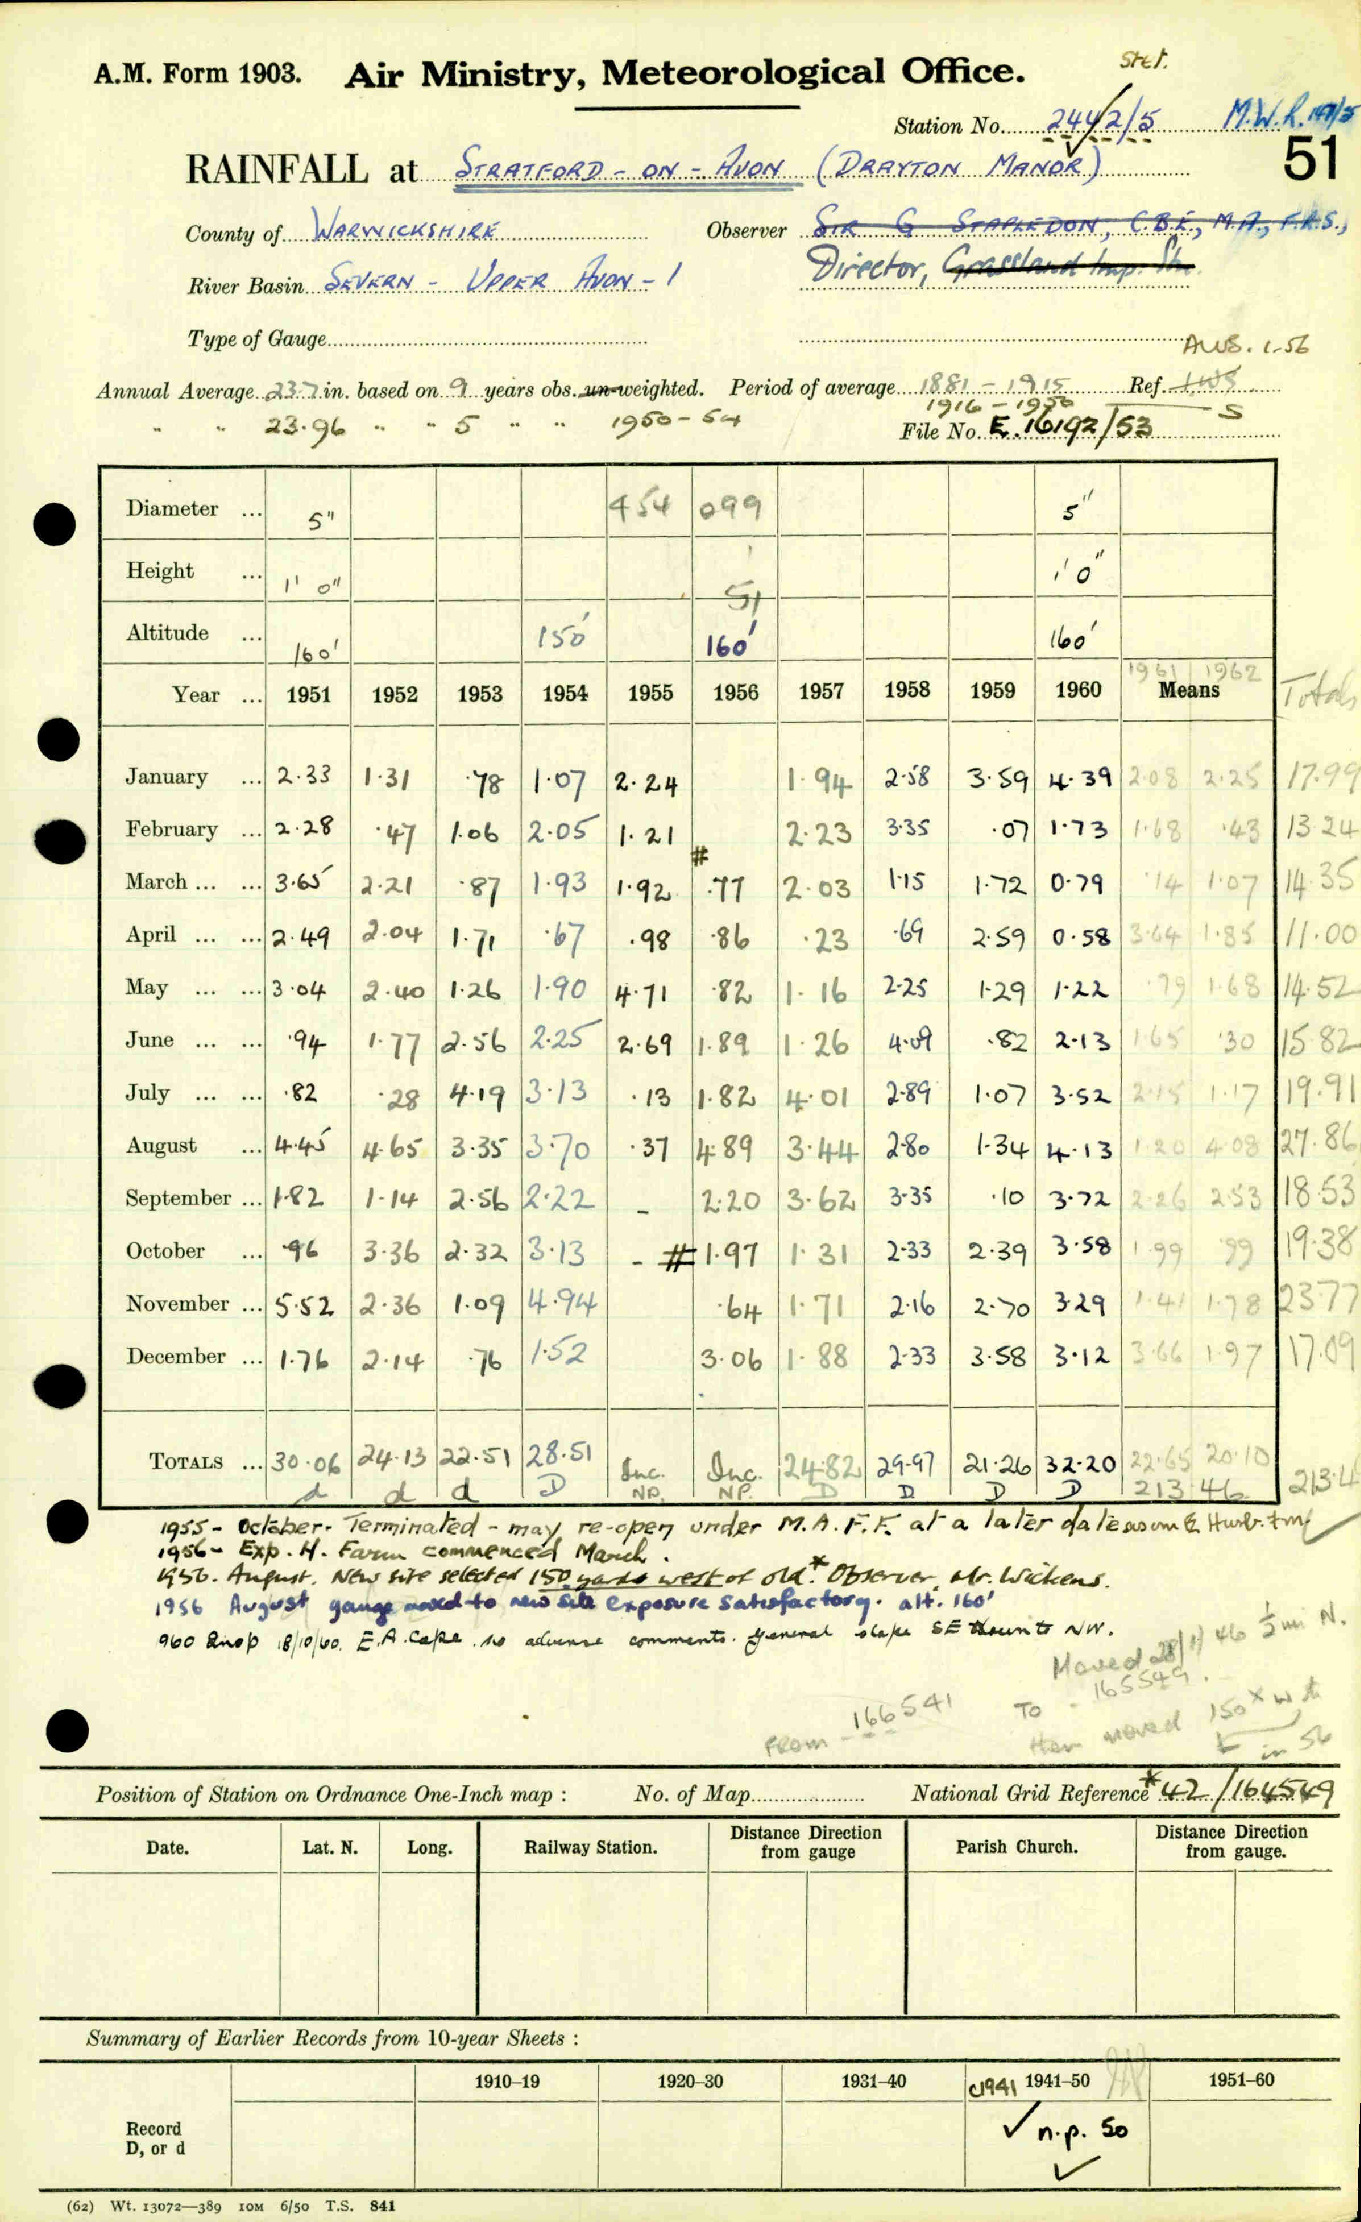 Stet.
A.M. Form 1903. Air Ministry, Meteorological Office.
Station No. 2442/5 M.W.R.
51
RAINFALL at STRATFORD - ON - AVON (DRAYTON MANOR)
County of WARWICKSHIRE Observer SIR G STAPLEDON, C.B.E., M.A., F.R.S.,
River Basin SEVERN - UPPER AVON - 1 Director, Grassland Imp. Stn.
Type of Gauge
AWS. 1.56
Annual Average 23.7 in. based on 9 years obs. un-weighted. Period of average 1881 - 1915 Ref.
1916 - 1950 S
" " 23.96 " " 5 " " 1950 - 54 File No. E. 16192/53
Diameter ... 5" 454 099 5"
Height ... 1' 0" 51 1' 0"
Altitude ... 160' 150' 160' 160'
1961 1962
Year ... 1951 1952 1953 1954 1955 1956 1957 1958 1959 1960 Means Totals
January ... 2.33 1.31 .78 1.07 2.24 1.94 2.58 3.59 4.39 2.08 2.25 17.99
February ... 2.28 .47 1.06 2.05 1.21 2.23 3.35 .07 1.73 1.68 .43 13.24
March ... ... 3.65 2.21 .87 1.93 1.92 # .77 2.03 1.15 1.72 0.79 .14 1.07 14.35
April ... ... 2.49 2.04 1.71 .67 .98 .86 .23 .69 2.59 0.58 3.64 1.85 11.00
May ... ... 3.04 2.40 1.26 1.90 4.71 .82 1.16 2.25 1.29 1.22 .79 1.68 14.52
June ... ... .94 1.77 2.56 2.25 2.69 1.89 1.26 4.09 .82 2.13 1.65 .30 15.82
July ... ... .82 .28 4.19 3.13 .13 1.82 4.01 2.89 1.07 3.52 2.15 1.17 19.91
August ... 4.45 4.65 3.35 3.70 .37 4.89 3.44 2.80 1.34 4.13 1.20 4.08 27.86
September ... 1.82 1.14 2.56 2.22 - 2.20 3.62 3.35 .10 3.72 2.26 2.53 18.53
October ... .96 3.36 2.32 3.13 - # 1.97 1.31 2.33 2.39 3.58 1.99 .99 19.38
November ... 5.52 2.36 1.09 4.94 .64 1.71 2.16 2.70 3.29 1.41 1.78 23.77
December ... 1.76 2.14 .76 1.52 3.06 1.88 2.33 3.58 3.12 3.66 1.97 17.09
TOTALS ... 30.06 24.13 22.51 28.51 Inc. Inc. 24.82 29.97 21.26 32.20 22.65 20.10
d d d D N.P. N.P. D D D D 213.46 213.4
1955 - October - Terminated - may re-open under M.A.F.F. at a later date
1956 - Exp. H. Farm commenced March.
1956. August. New site selected 150 yards west of old.* Observer, Mr. Wickens.
1956 August gauge moved to new site exposure satisfactory. alt. 160'
960 Insp 18/10/60. E.A. Cape. no adverse comments. general slope SE down to NW.
Moved 28/1/46 ½ mi N.
From - 166541 To - 165549.
then moved 150 in 56
Position of Station on Ordnance One-Inch map : No. of Map National Grid Reference *42/164549
Date. Lat. N. Long. Railway Station. Distance Direction from gauge Parish Church. Distance Direction from gauge.
Summary of Earlier Records from 10-year Sheets :
1910–19 1920–30 1931–40 c1941 1941–50 1951–60
Record
D, or d
✓ n.p. 50
✓
(62) Wt. 13072—389 10M 6/50 T.S. 841